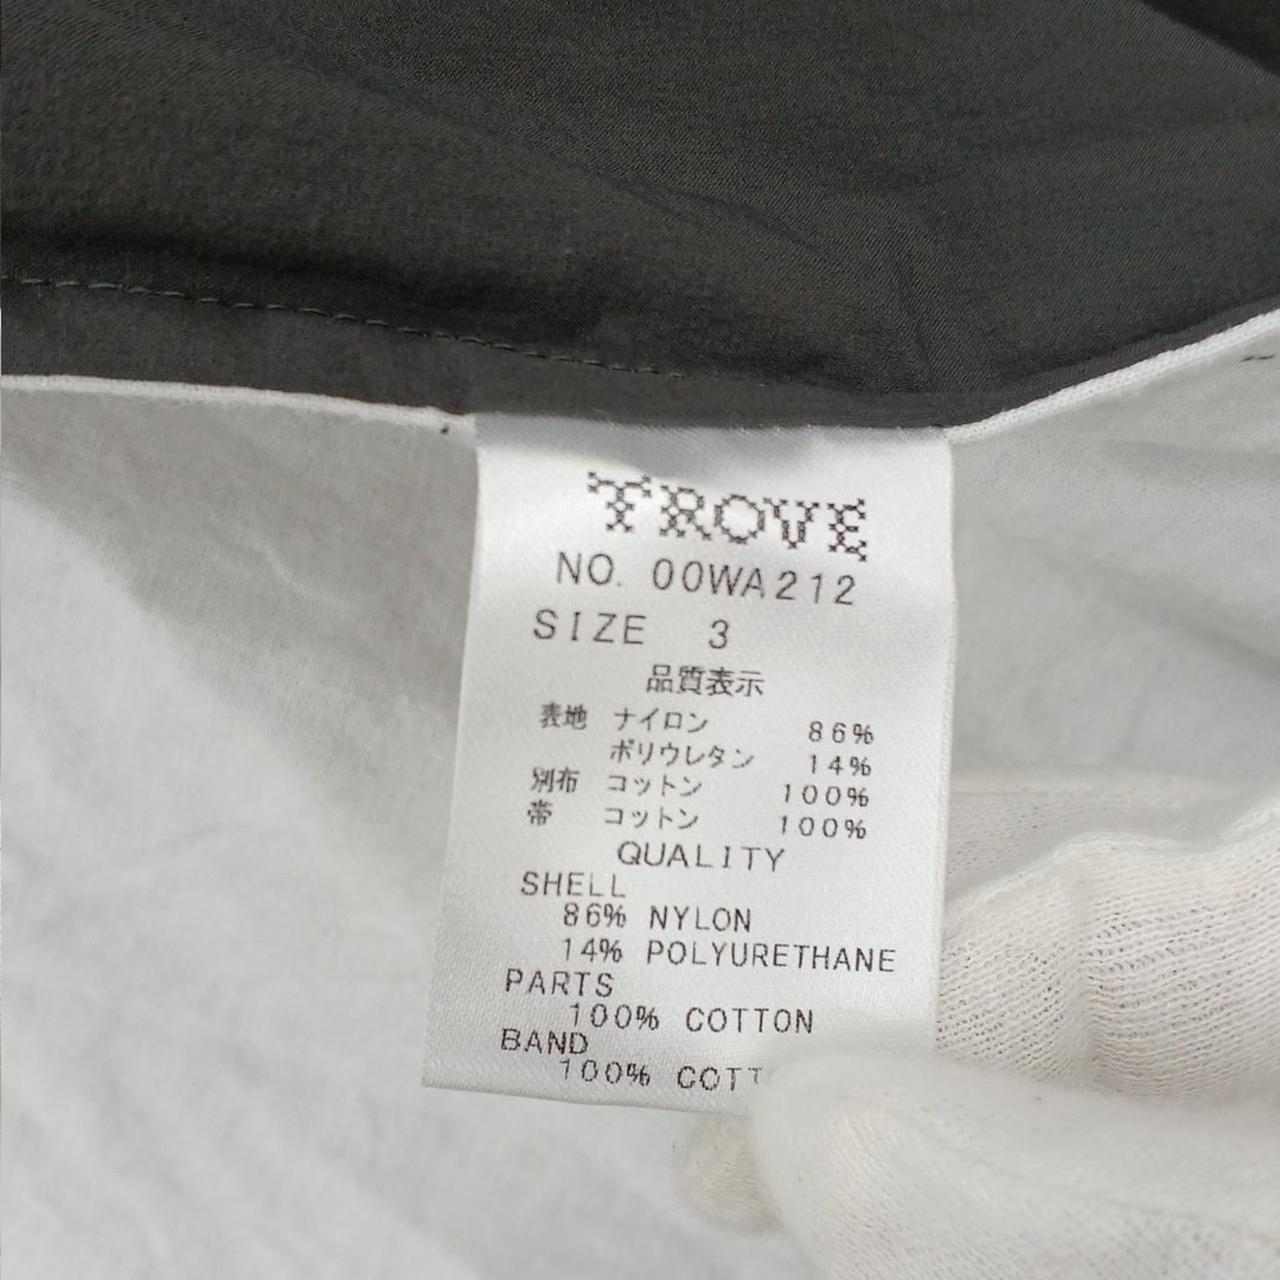 TROVE
NO. 00WA212
SIZE 3
品質表示
表地 ナイロン 86%
ポリウレタン 14%
別布 コットン 100%
帯 コットン 100%
QUALITY
SHELL
86% NYLON
14% POLYURETHANE
PARTS
100% COTTON
BAND
100% COTT